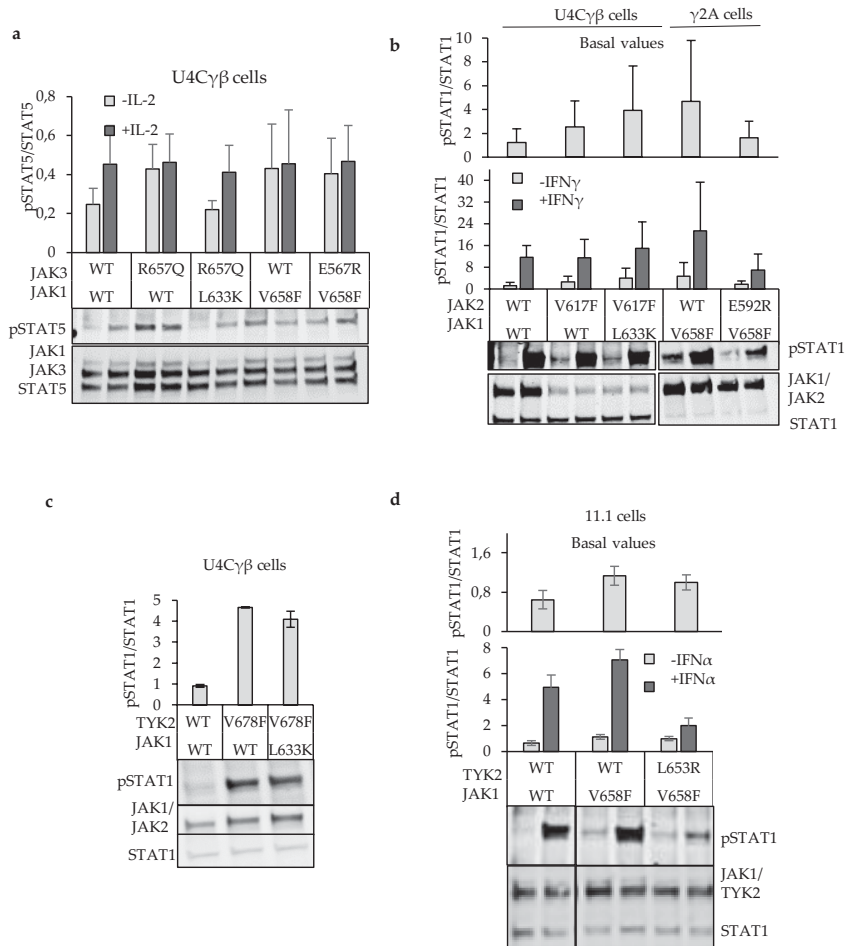 a
U4Cγβ cells
pSTAT5/STAT5
0,8
0,6
0,4
0,2
0
-IL-2
+IL-2
JAK3 WT R657Q R657Q WT E567R
JAK1 WT WT L633K V658F V658F
pSTAT5
JAK1
JAK3
STAT5
b
U4Cγβ cells γ2A cells
Basal values
pSTAT1/STAT1
10
8
6
4
2
0
pSTAT1/STAT1
40
36
24
12
0
-IFNγ
+IFNγ
JAK2 WT V617F V617F WT E592R
JAK1 WT WT L633K V658F V658F
pSTAT1
JAK1/
JAK2
STAT1
c
U4Cγβ cells
pSTAT1/STAT1
5
4
3
2
1
0
TYK2 WT V678F V678F
JAK1 WT WT L633K
pSTAT1
JAK1/
JAK2
STAT1
d
11.1 cells
Basal values
pSTAT1/STAT1
1,6
0,8
0
pSTAT1/STAT1
8
6
4
2
0
-IFNα
+IFNα
TYK2 WT WT L653R
JAK1 WT V658F V658F
pSTAT1
JAK1/
TYK2
STAT1